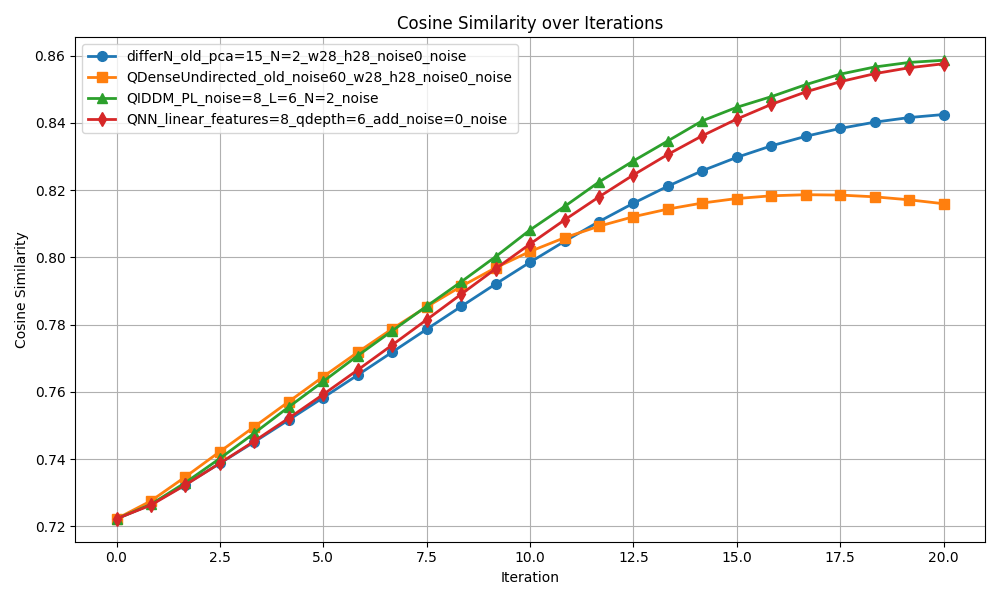 Cosine Similarity over Iterations
differN_old_pca=15_N=2_w28_h28_noise0_noise
QDenseUndirected_old_noise60_w28_h28_noise0_noise
QIDDM_PL_noise=8_L=6_N=2_noise
QNN_linear_features=8_qdepth=6_add_noise=0_noise
Cosine Similarity
0.86
0.84
0.82
0.80
0.78
0.76
0.74
0.72
0.0 2.5 5.0 7.5 10.0 12.5 15.0 17.5 20.0
Iteration